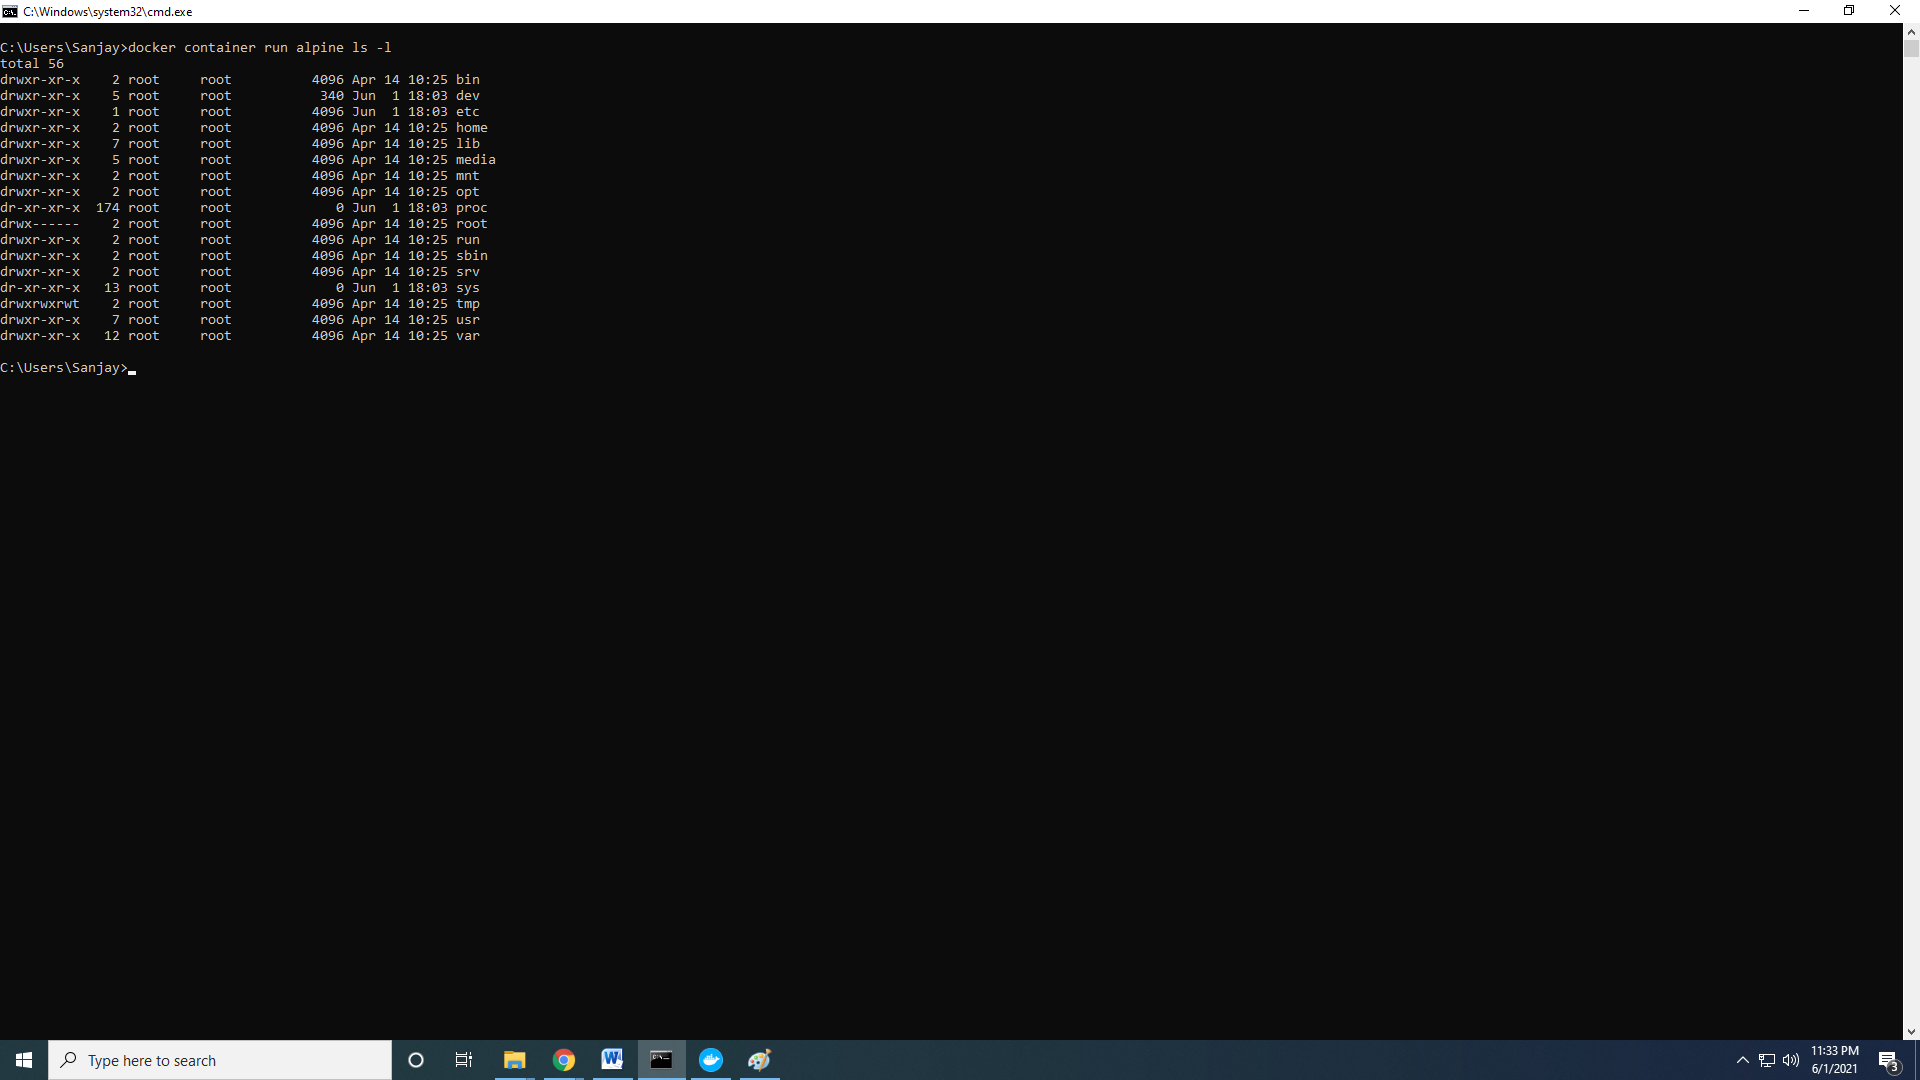 C:\Windows\system32\cmd.exe
C:\Users\Sanjay>docker container run alpine ls -l
total 56
drwxr-xr-x    2 root     root          4096 Apr 14 10:25 bin
drwxr-xr-x    5 root     root           340 Jun  1 18:03 dev
drwxr-xr-x    1 root     root          4096 Jun  1 18:03 etc
drwxr-xr-x    2 root     root          4096 Apr 14 10:25 home
drwxr-xr-x    7 root     root          4096 Apr 14 10:25 lib
drwxr-xr-x    5 root     root          4096 Apr 14 10:25 media
drwxr-xr-x    2 root     root          4096 Apr 14 10:25 mnt
drwxr-xr-x    2 root     root          4096 Apr 14 10:25 opt
dr-xr-xr-x  174 root     root             0 Jun  1 18:03 proc
drwx------    2 root     root          4096 Apr 14 10:25 root
drwxr-xr-x    2 root     root          4096 Apr 14 10:25 run
drwxr-xr-x    2 root     root          4096 Apr 14 10:25 sbin
drwxr-xr-x    2 root     root          4096 Apr 14 10:25 srv
dr-xr-xr-x   13 root     root             0 Jun  1 18:03 sys
drwxrwxrwt    2 root     root          4096 Apr 14 10:25 tmp
drwxr-xr-x    7 root     root          4096 Apr 14 10:25 usr
drwxr-xr-x   12 root     root          4096 Apr 14 10:25 var
C:\Users\Sanjay>
Type here to search
11:33 PM
6/1/2021
3